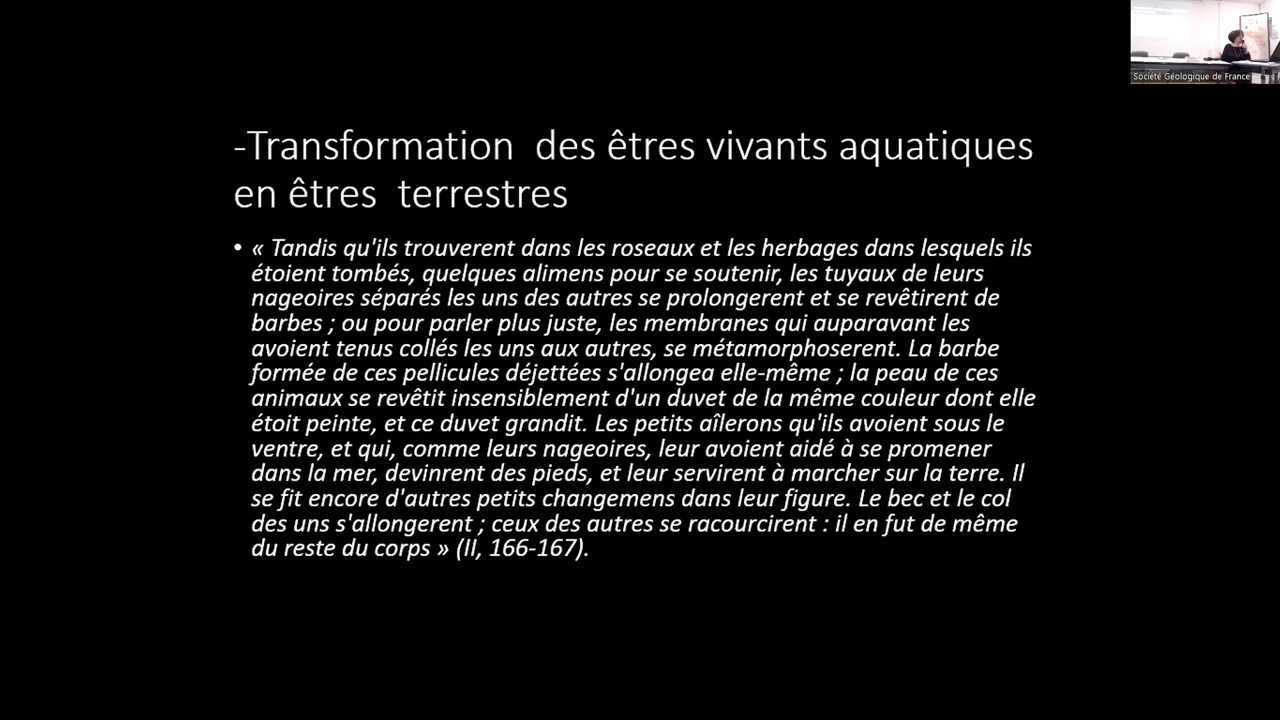 Société Géologique de France
-Transformation des êtres vivants aquatiques
en êtres terrestres
• « Tandis qu'ils trouverent dans les roseaux et les herbages dans lesquels ils
étoient tombés, quelques alimens pour se soutenir, les tuyaux de leurs
nageoires séparés les uns des autres se prolongerent et se revêtirent de
barbes ; ou pour parler plus juste, les membranes qui auparavant les
avoient tenus collés les uns aux autres, se métamorphoserent. La barbe
formée de ces pellicules déjettées s'allongea elle-même ; la peau de ces
animaux se revêtit insensiblement d'un duvet de la même couleur dont elle
étoit peinte, et ce duvet grandit. Les petits aîlerons qu'ils avoient sous le
ventre, et qui, comme leurs nageoires, leur avoient aidé à se promener
dans la mer, devinrent des pieds, et leur servirent à marcher sur la terre. Il
se fit encore d'autres petits changemens dans leur figure. Le bec et le col
des uns s'allongerent ; ceux des autres se racourcirent : il en fut de même
du reste du corps » (II, 166-167).